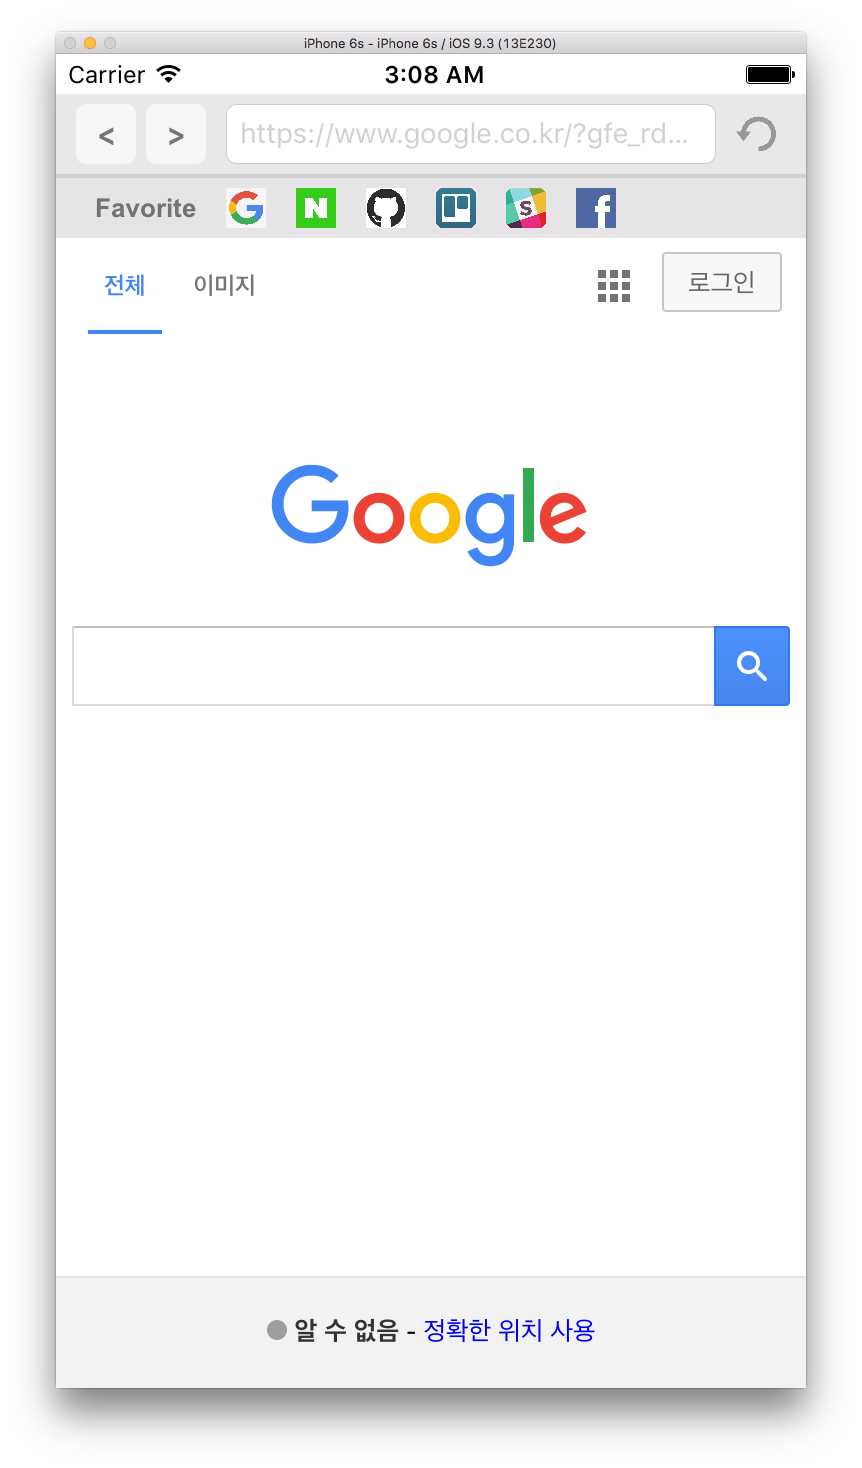 iPhone 6s - iPhone 6s / iOS 9.3 (13E230)
Carrier 3:08 AM
< > https://www.google.co.kr/?gfe_rd...
Favorite G N S f
전체 이미지 로그인
Google
알 수 없음 - 정확한 위치 사용